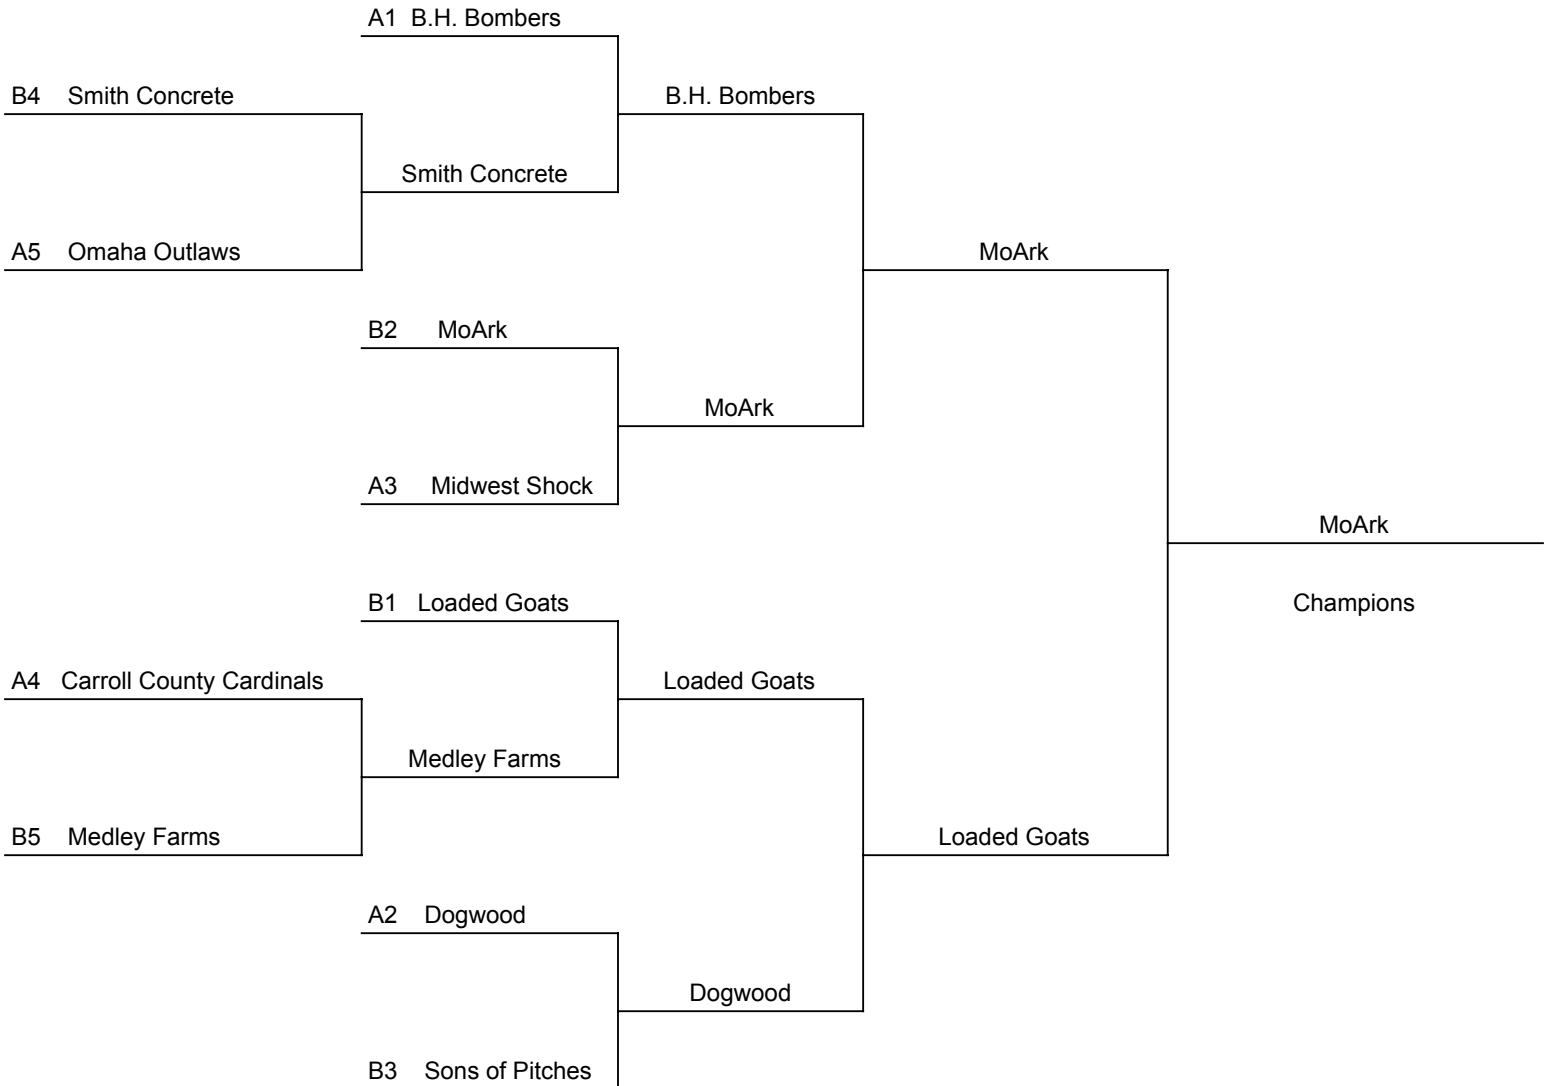 A1 B.H. Bombers
B4 Smith Concrete
B.H. Bombers
Smith Concrete
A5 Omaha Outlaws
MoArk
B2 MoArk
MoArk
A3 Midwest Shock
MoArk
B1 Loaded Goats
Champions
A4 Carroll County Cardinals
Loaded Goats
Medley Farms
B5 Medley Farms
Loaded Goats
A2 Dogwood
Dogwood
B3 Sons of Pitches